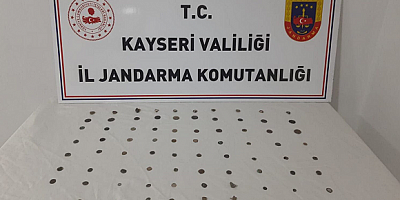 T.C.
KAYSERİ VALİLİĞİ
İL JANDARMA KOMUTANLIĞI